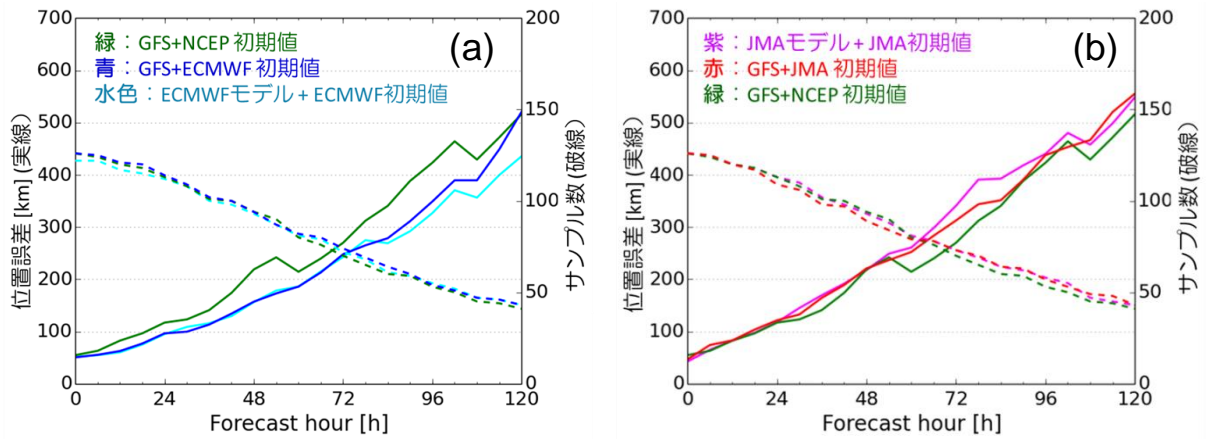 700
600
500
400
300
200
100
0
位置誤差 [km] (実線)
緑：GFS+NCEP 初期値
青：GFS+ECMWF 初期値
水色：ECMWFモデル + ECMWF初期値
(a)
200
150
100
50
0
サンプル数 (破線)
0 24 48 72 96 120
Forecast hour [h]
700
600
500
400
300
200
100
0
位置誤差 [km] (実線)
紫：JMAモデル + JMA初期値
赤：GFS+JMA 初期値
緑：GFS+NCEP 初期値
(b)
200
150
100
50
0
サンプル数 (破線)
0 24 48 72 96 120
Forecast hour [h]